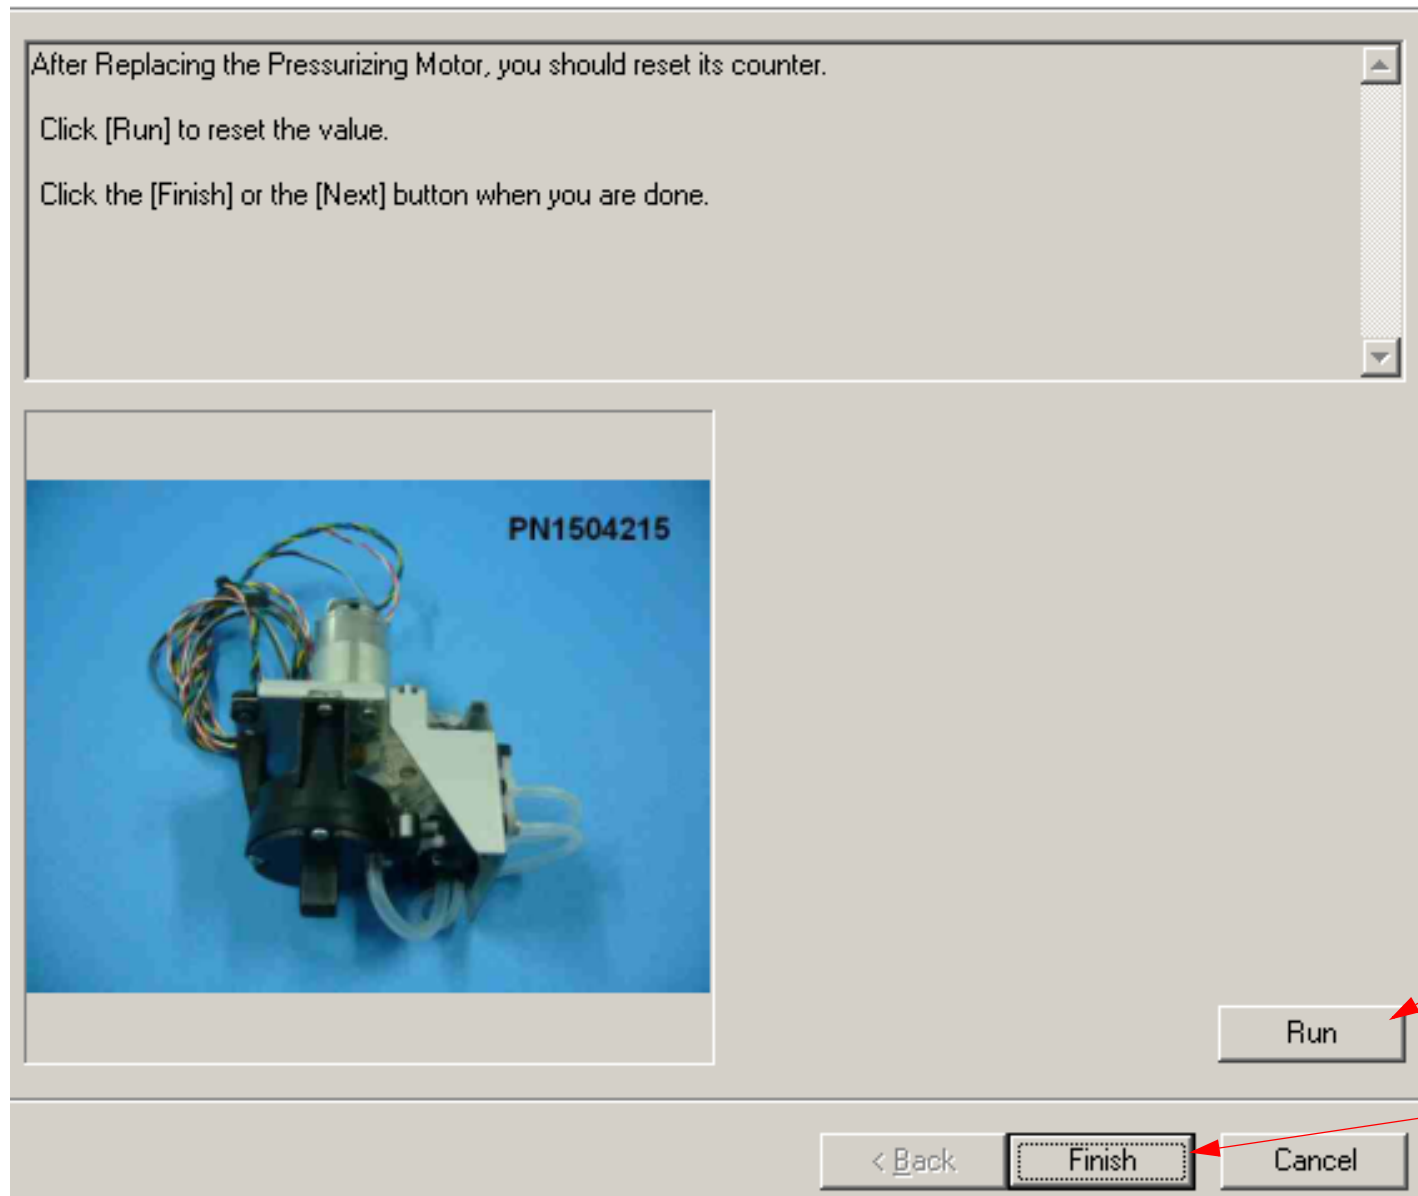 After Replacing the Pressurizing Motor, you should reset its counter.
Click [Run] to reset the value.
Click the [Finish] or the [Next] button when you are done.
PN1504215
Run
< Back
Finish
Cancel